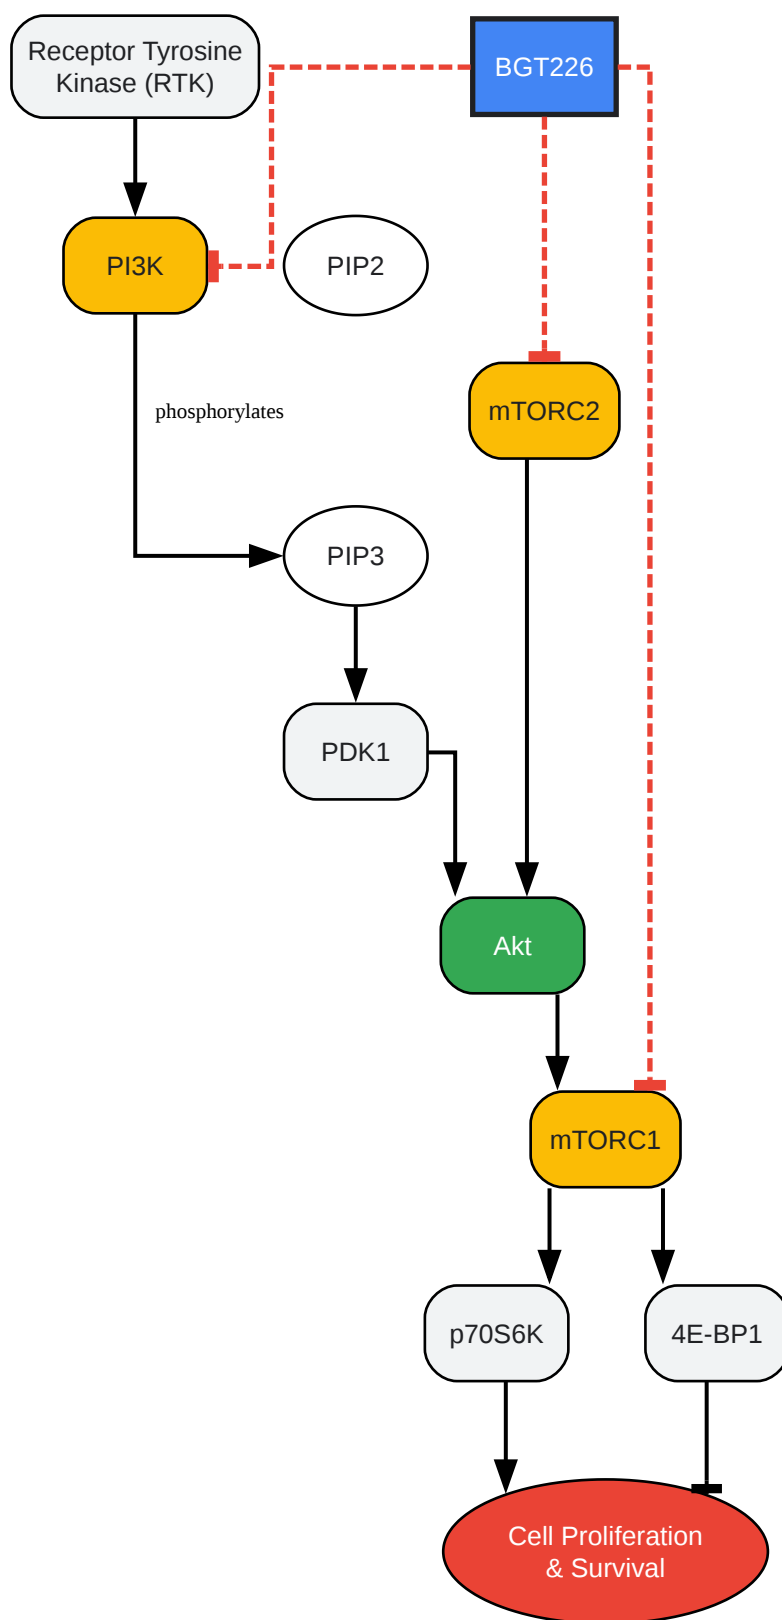 Receptor Tyrosine
Kinase (RTK)
BGT226
PI3K
PIP2
phosphorylates
mTORC2
PIP3
PDK1
Akt
mTORC1
p70S6K
4E-BP1
Cell Proliferation
& Survival